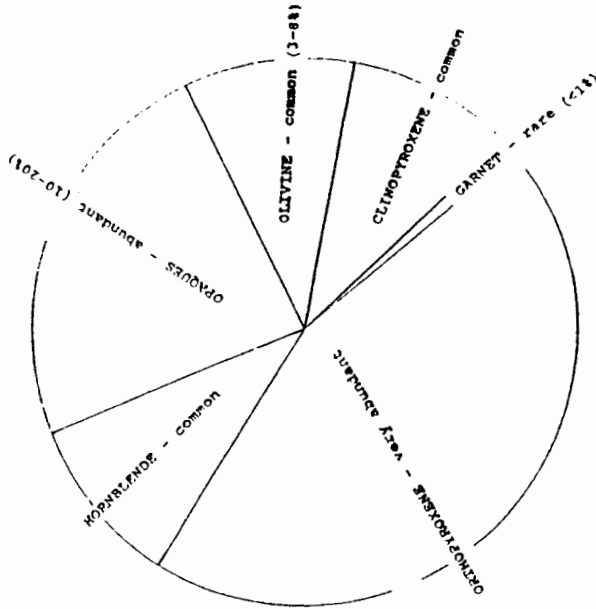 OLIVINE - common (3-8%)
CLINOPYROXENE - common
GARNET - rare (<1%)
OPAQUES - abundant (10-20%)
HORNBLENDE - common
ORTHOPYROXENE - very abundant